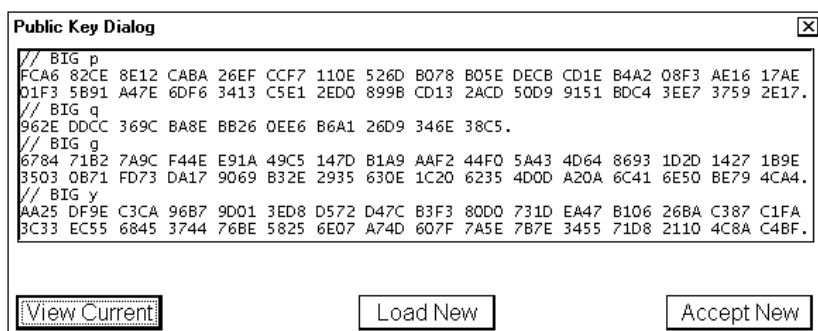 Public Key Dialog
// BIG p
FCA6 82CE 8E12 CABA 26EF CCF7 110E 526D B078 B05E DECB CD1E B4A2 08F3 AE16 17AE
01F3 5B91 A47E 6DF6 3413 C5E1 2ED0 899B CD13 2ACD 50D9 9151 BDC4 3EE7 3759 2E17.
// BIG q
962E DDCC 369C BA8E BB26 0EE6 B6A1 26D9 346E 38C5.
// BIG g
6784 71B2 7A9C F44E E91A 49C5 147D B1A9 AAF2 44F0 5A43 4D64 8693 1D2D 1427 1B9E
3503 0B71 FD73 DA17 9069 B32E 2935 630E 1C20 6235 4D0D A20A 6C41 6E50 BE79 4CA4.
// BIG y
AA25 DF9E C3CA 96B7 9D01 3ED8 D572 D47C B3F3 80D0 731D EA47 B106 26BA C387 C1FA
3C33 EC55 6845 3744 76BE 5825 6E07 A74D 607F 7A5E 7B7E 3455 71D8 2110 4C8A C4BF.
View Current Load New Accept New